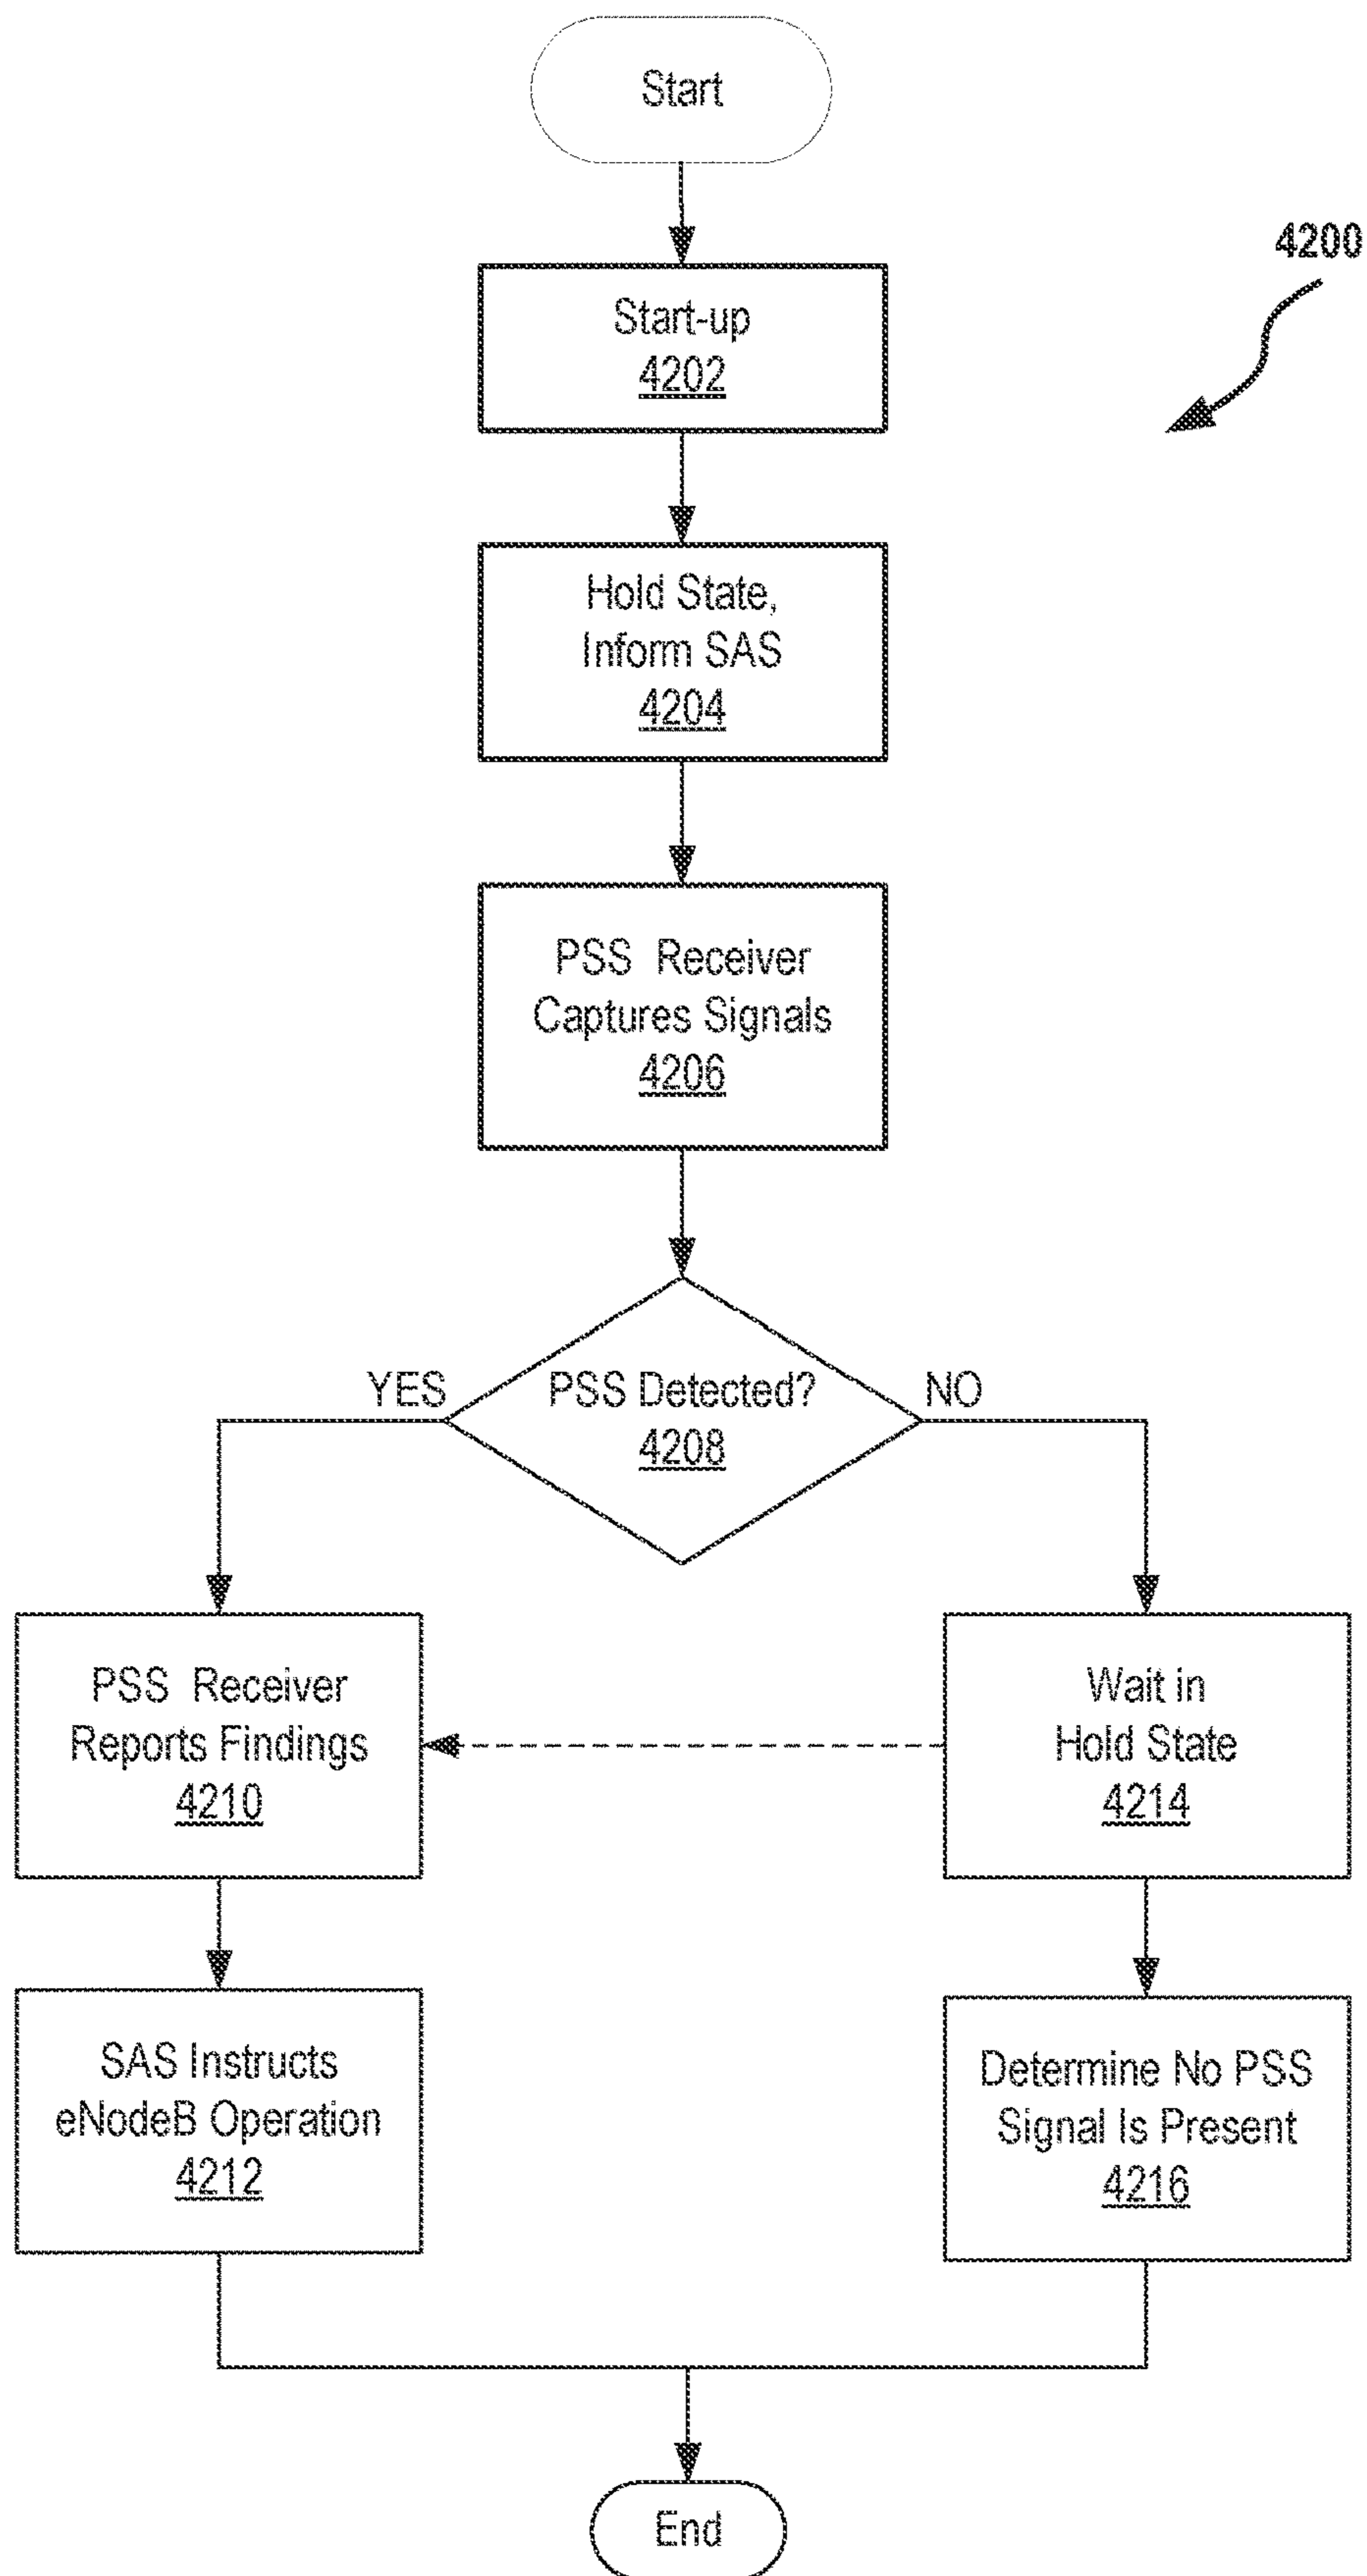 Start
4200
Start-up
4202
Hold State,
Inform SAS
4204
PSS Receiver
Captures Signals
4206
YES
PSS Detected?
4208
NO
PSS Receiver
Reports Findings
4210
Wait in
Hold State
4214
SAS Instructs
eNodeB Operation
4212
Determine No PSS
Signal Is Present
4216
End